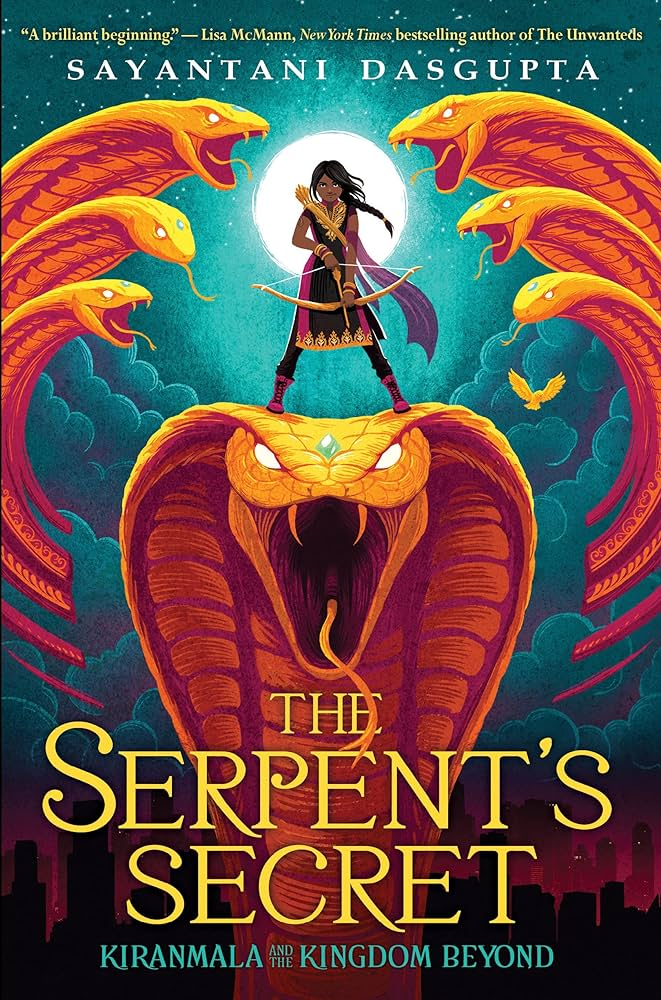 “A brilliant beginning.” — Lisa McMann, New York Times bestselling author of The Unwanteds
SAYANTANI DASGUPTA
THE
SERPENT’S
SECRET
KIRANMALA AND THE KINGDOM BEYOND